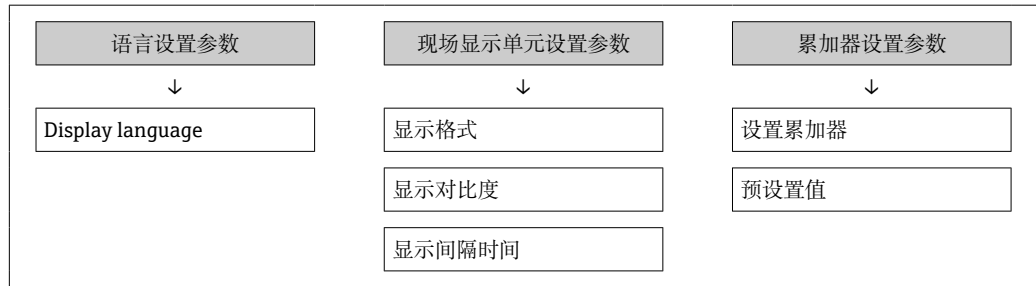 语言设置参数
↓
Display language
现场显示单元设置参数
↓
显示格式
显示对比度
显示间隔时间
累加器设置参数
↓
设置累加器
预设置值